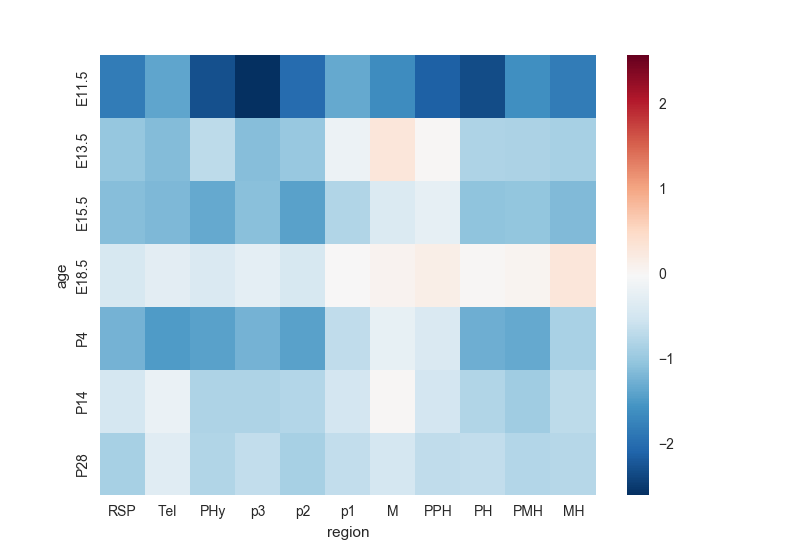 E11.5
E13.5
E15.5
E18.5
P4
P14
P28
age
RSP Tel PHy p3 p2 p1 M PPH PH PMH MH
region
2
1
0
−1
−2